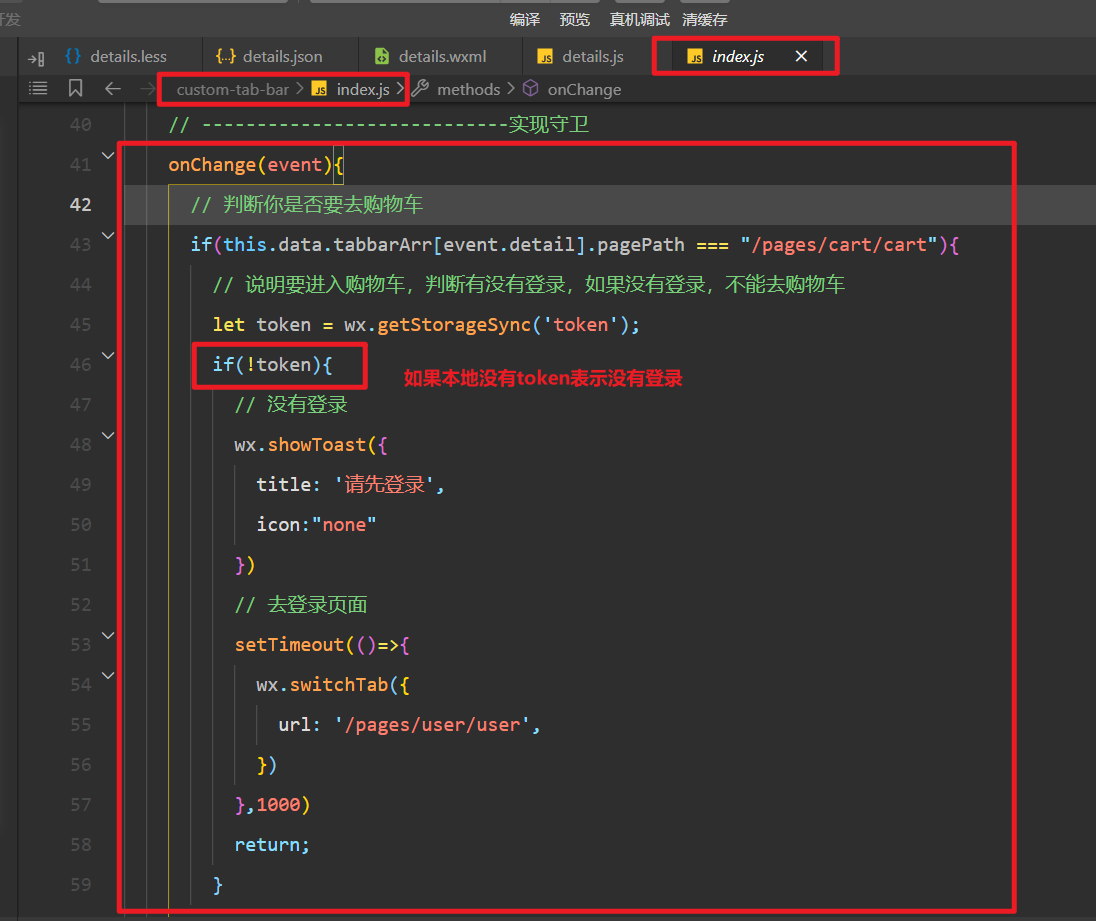 开发
编译 预览 真机调试 清缓存
details.less details.json details.wxml JS details.js JS index.js
custom-tab-bar JS index.js methods onChange
40 // ----------------------------实现守卫
41 onChange(event){
42 // 判断你是否要去购物车
43 if(this.data.tabbarArr[event.detail].pagePath === "/pages/cart/cart"){
44 // 说明要进入购物车，判断有没有登录，如果没有登录，不能去购物车
45 let token = wx.getStorageSync('token');
46 if(!token){ 如果本地没有token表示没有登录
47 // 没有登录
48 wx.showToast({
49 title: '请先登录',
50 icon:"none"
51 })
52 // 去登录页面
53 setTimeout(()=>{
54 wx.switchTab({
55 url: '/pages/user/user',
56 })
57 },1000)
58 return;
59 }